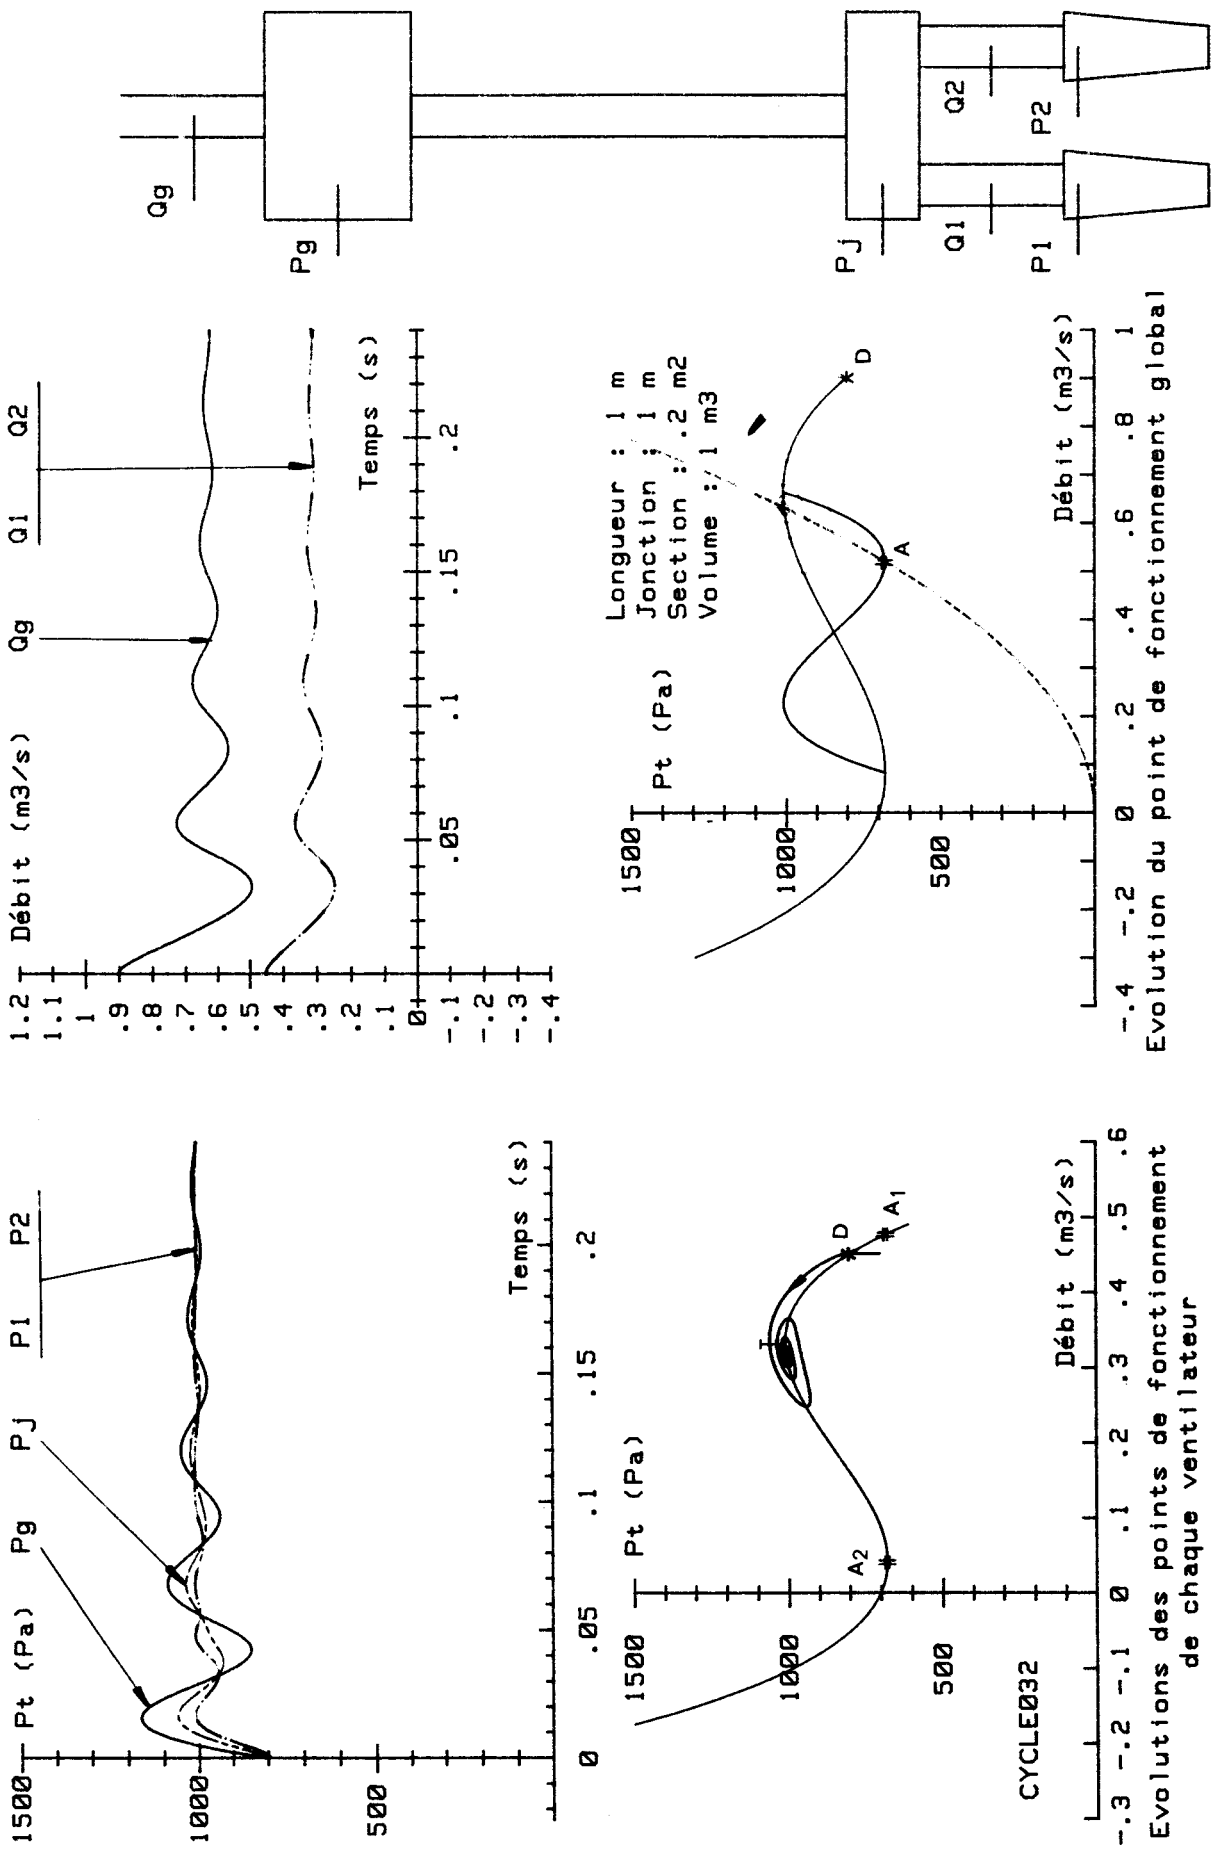 Pt (Pa)
Pg
Pj
P1 P2
1500
1000
500
0
.05
.1
.15
.2
Temps (s)
Débit (m3/s)
Qg
Q1 Q2
1.2
1.1
1
.9
.8
.7
.6
.5
.4
.3
.2
.1
0
-.1
-.2
-.3
-.4
.05
.1
.15
.2
Temps (s)
Qg
Pg
Pj
Q1
Q2
P1
P2
Pt (Pa)
1500
1000
500
CYCLE032
A2
D
A1
Débit (m3/s)
-.3 -.2 -.1 0 .1 .2 .3 .4 .5 .6
Evolutions des points de fonctionnement
de chaque ventilateur
Pt (Pa)
1500
1000
500
Longueur : 1 m
Jonction : 1 m
Section : .2 m2
Volume : 1 m3
A
D
Débit (m3/s)
-.4 -.2 0 .2 .4 .6 .8 1
Evolution du point de fonctionnement global